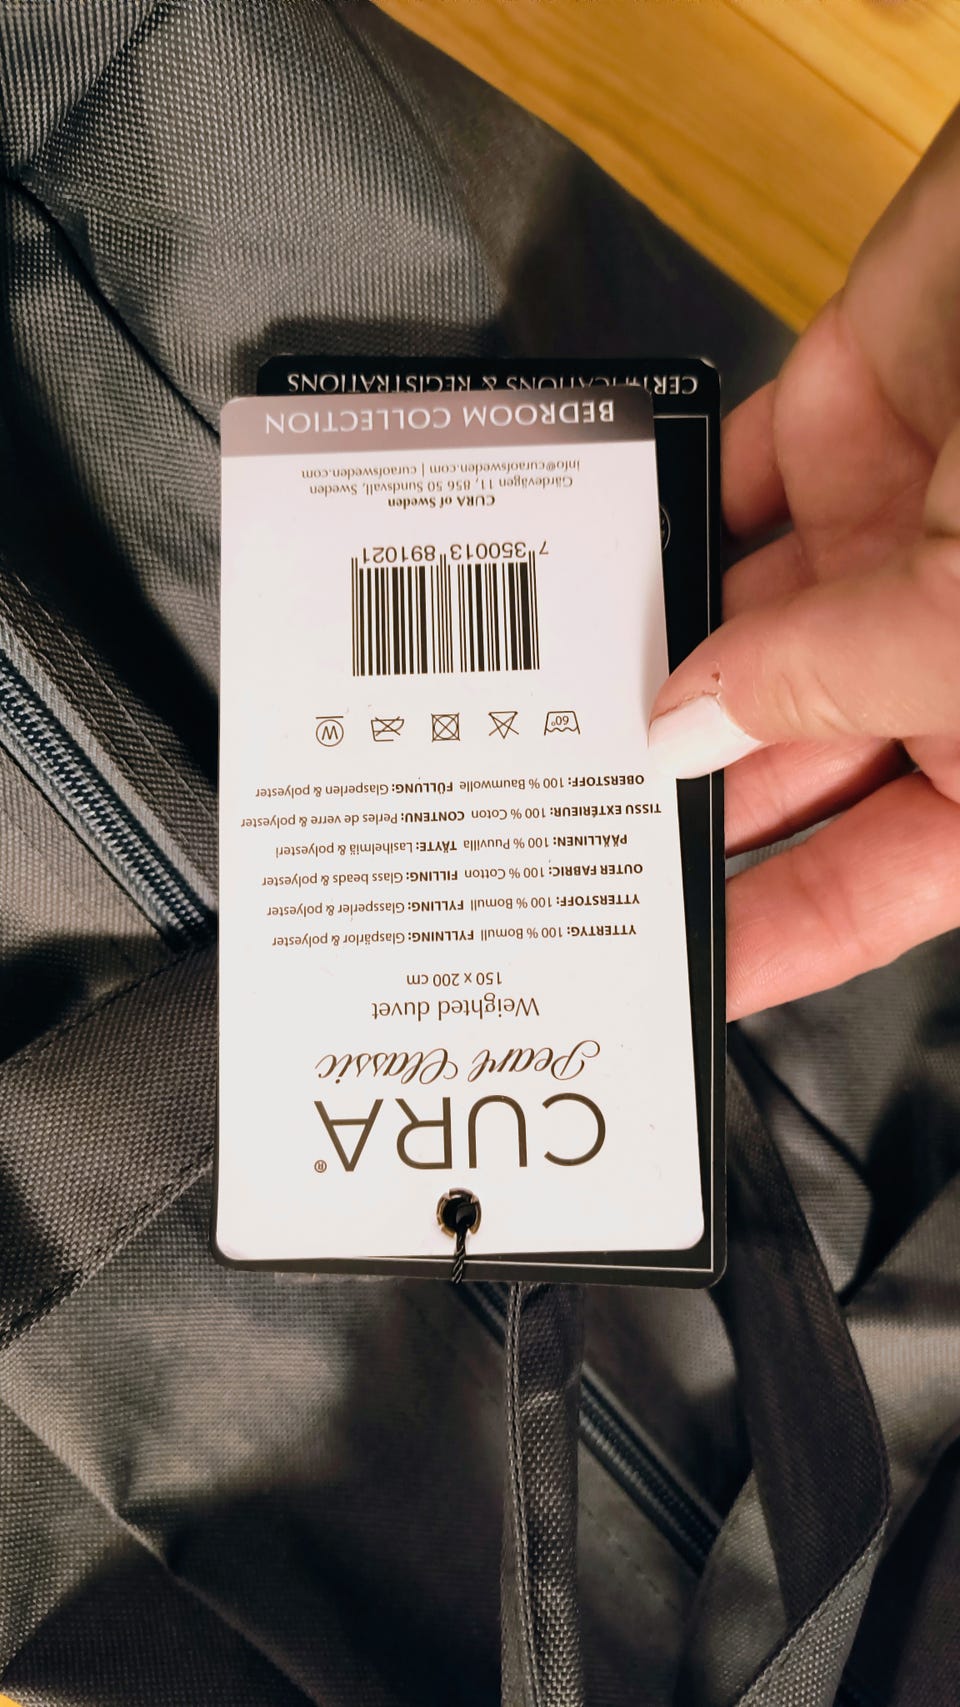 CURA®
Pearl Classic
Weighted duvet
150 x 200 cm
YTTERTYG: 100 % Bomull FYLLNING: Glaspärlor & polyester
YTTERSTOFF: 100 % Bomull FYLLING: Glassperler & polyester
OUTER FABRIC: 100 % Cotton FILLING: Glass beads & polyester
PÄÄLLINEN: 100 % Puuvilla TÄYTE: Lasihelmiä & polyesteri
TISSU EXTÉRIEUR: 100 % Coton CONTENU: Perles de verre & polyester
OBERSTOFF: 100 % Baumwolle FÜLLUNG: Glasperlen & polyester
60° W
7 350013 891021
CURA of Sweden
Gärdevägen 11, 856 50 Sundsvall, Sweden
info@curaofsweden.com | curaofsweden.com
BEDROOM COLLECTION
CERTIFICATIONS & REGISTRATIONS